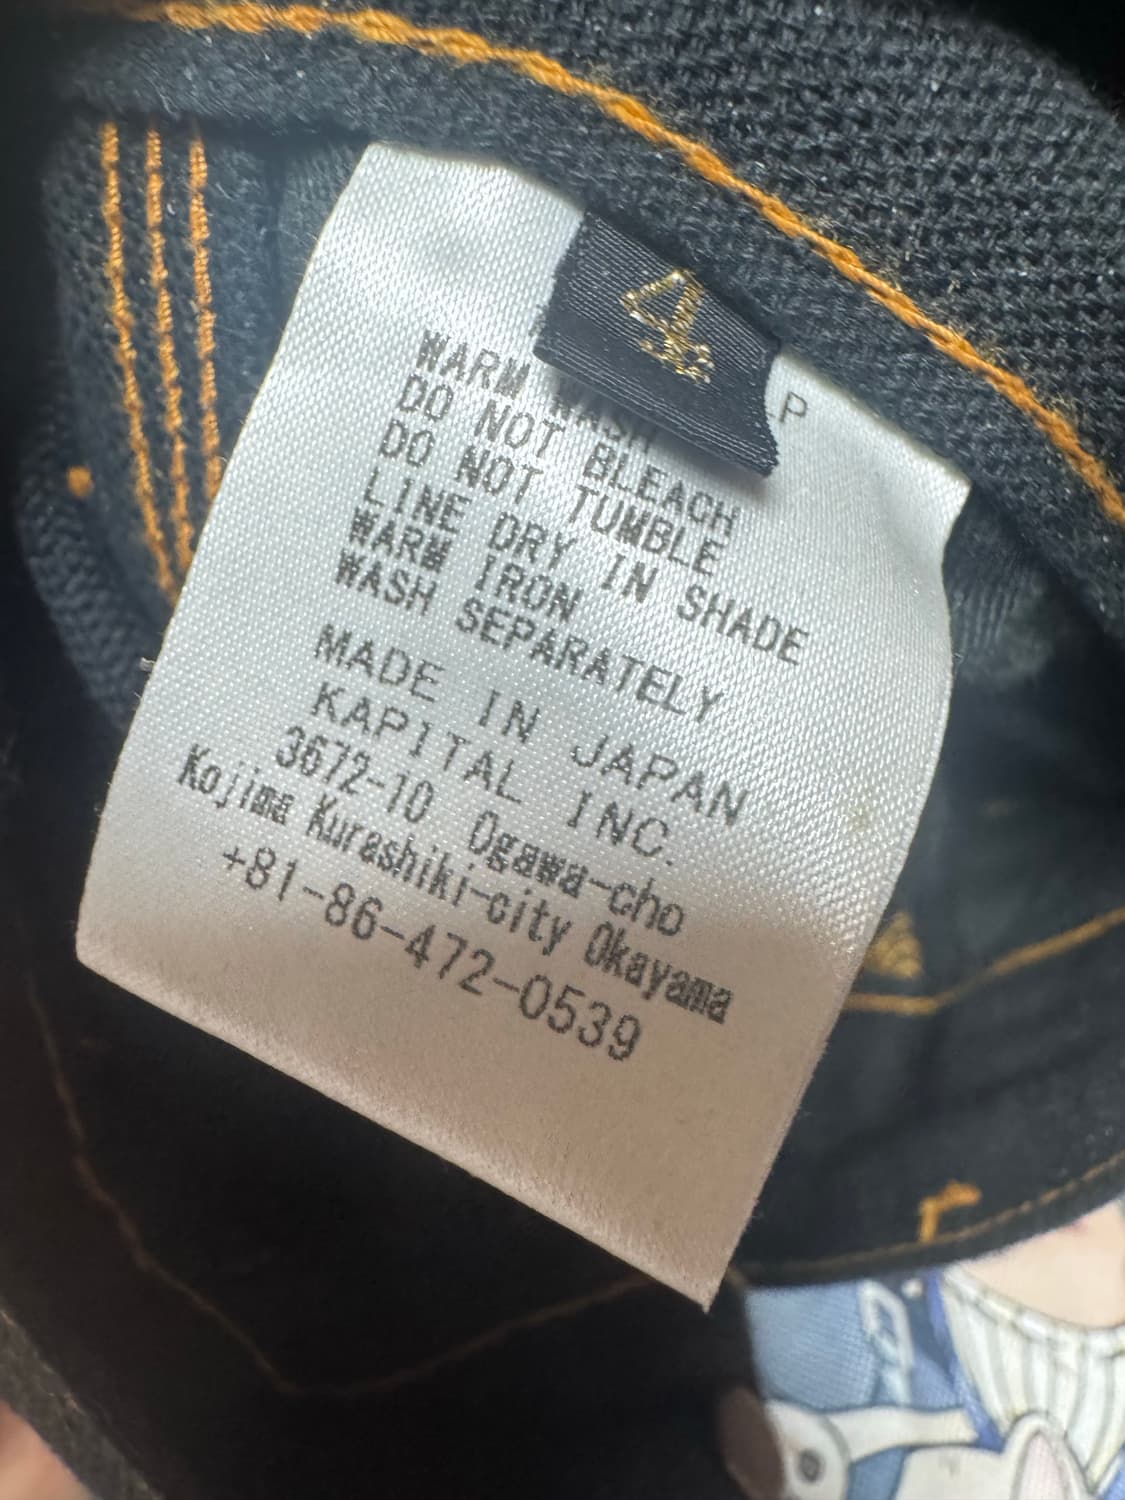 4
P
WARM WASH
DO NOT BLEACH
DO NOT TUMBLE
LINE DRY IN SHADE
WARM IRON
WASH SEPARATELY
MADE IN JAPAN
KAPITAL INC.
3672-10 Ogawa-cho
Kojima Kurashiki-city Okayama
+81-86-472-0539